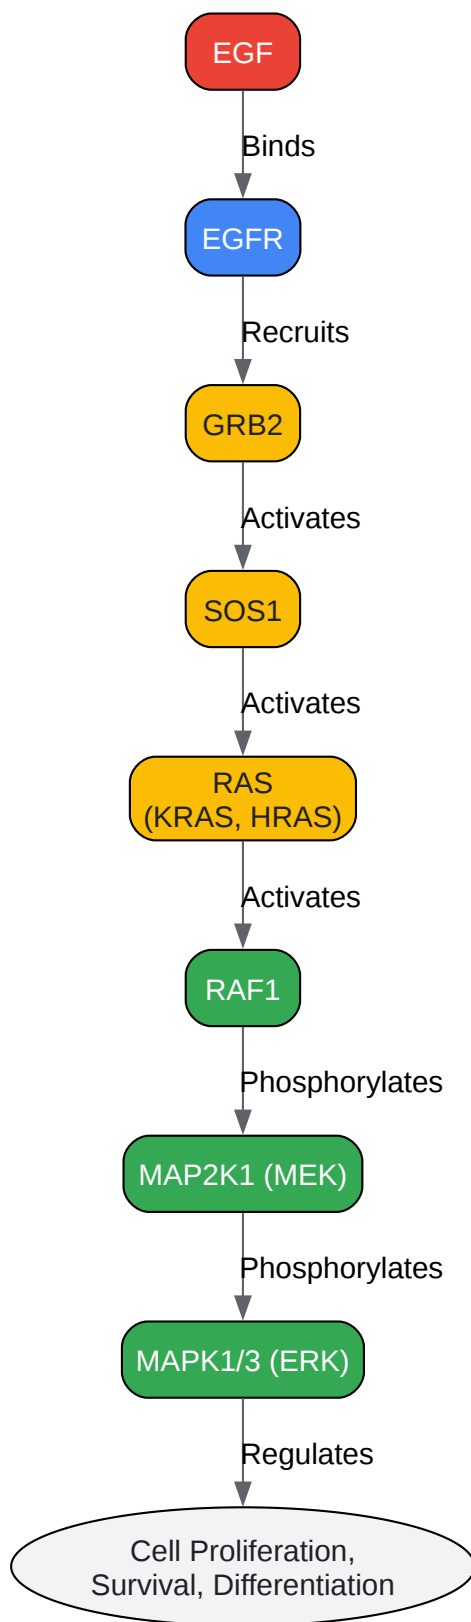 EGF
Binds
EGFR
Recruits
GRB2
Activates
SOS1
Activates
RAS
(KRAS, HRAS)
Activates
RAF1
Phosphorylates
MAP2K1 (MEK)
Phosphorylates
MAPK1/3 (ERK)
Regulates
Cell Proliferation,
Survival, Differentiation